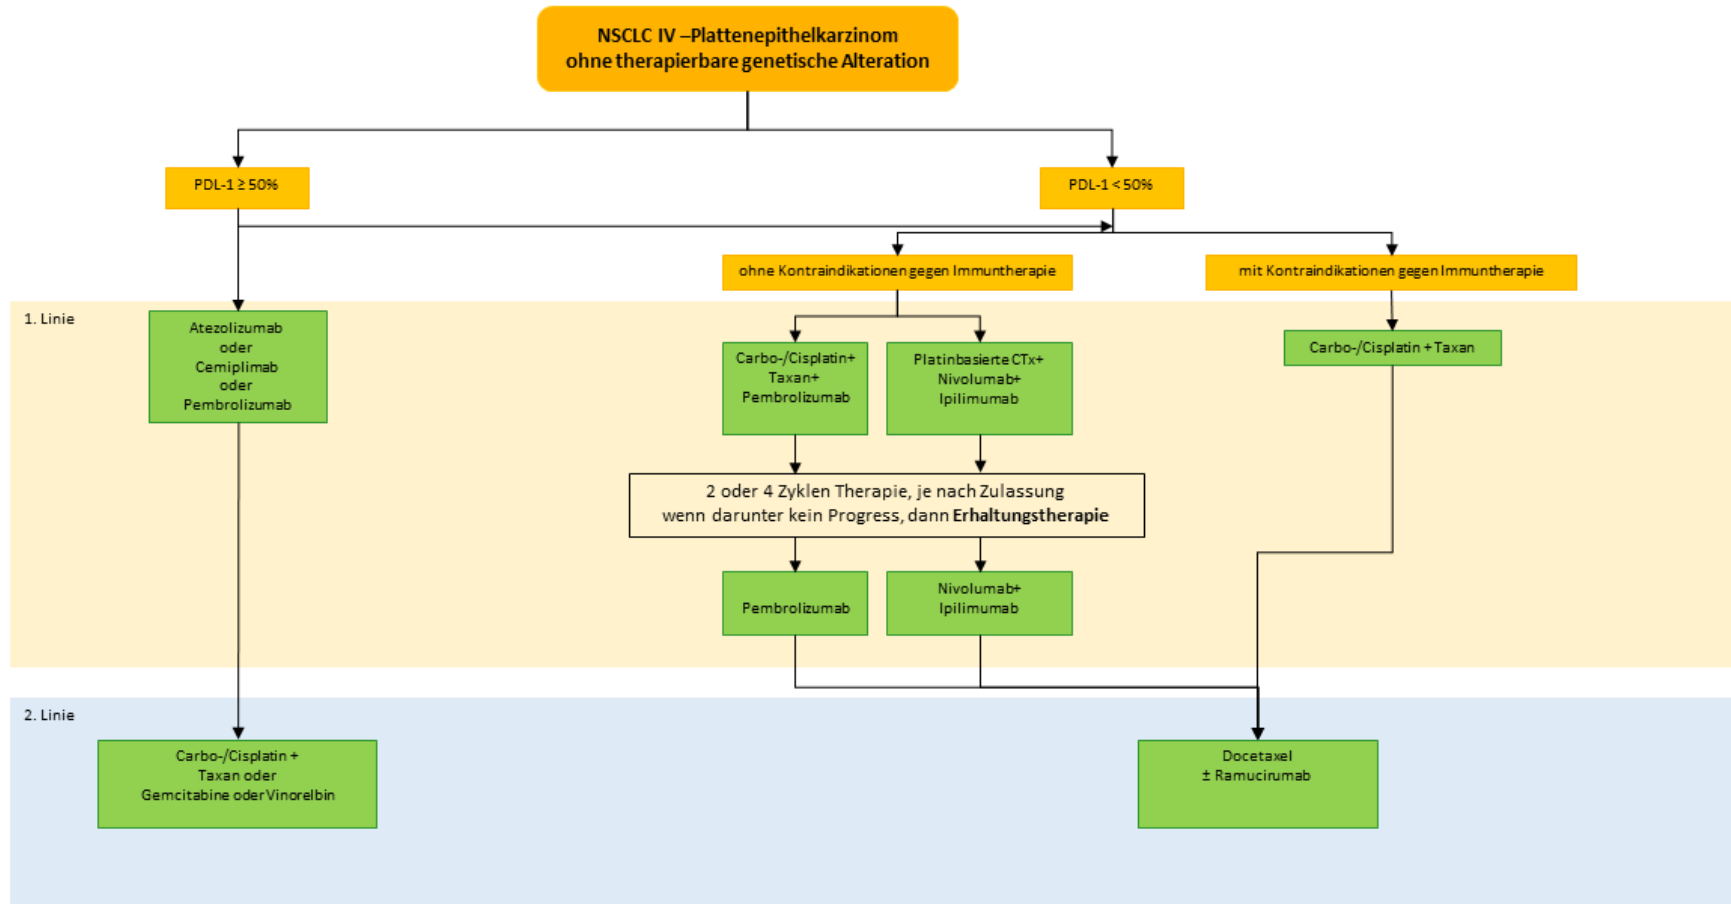 NSCLC IV –Plattenepithelkarzinom
ohne therapierbare genetische Alteration
PDL-1 ≥ 50%
PDL-1 < 50%
ohne Kontraindikationen gegen Immuntherapie
mit Kontraindikationen gegen Immuntherapie
1. Linie
Atezolizumab
oder
Cemiplimab
oder
Pembrolizumab
Carbo-/Cisplatin+
Taxan+
Pembrolizumab
Platinbasierte CTx+
Nivolumab+
Ipilimumab
Carbo-/Cisplatin + Taxan
2 oder 4 Zyklen Therapie, je nach Zulassung
wenn darunter kein Progress, dann Erhaltungstherapie
Pembrolizumab
Nivolumab+
Ipilimumab
2. Linie
Carbo-/Cisplatin +
Taxan oder
Gemcitabine oder Vinorelbin
Docetaxel
± Ramucirumab